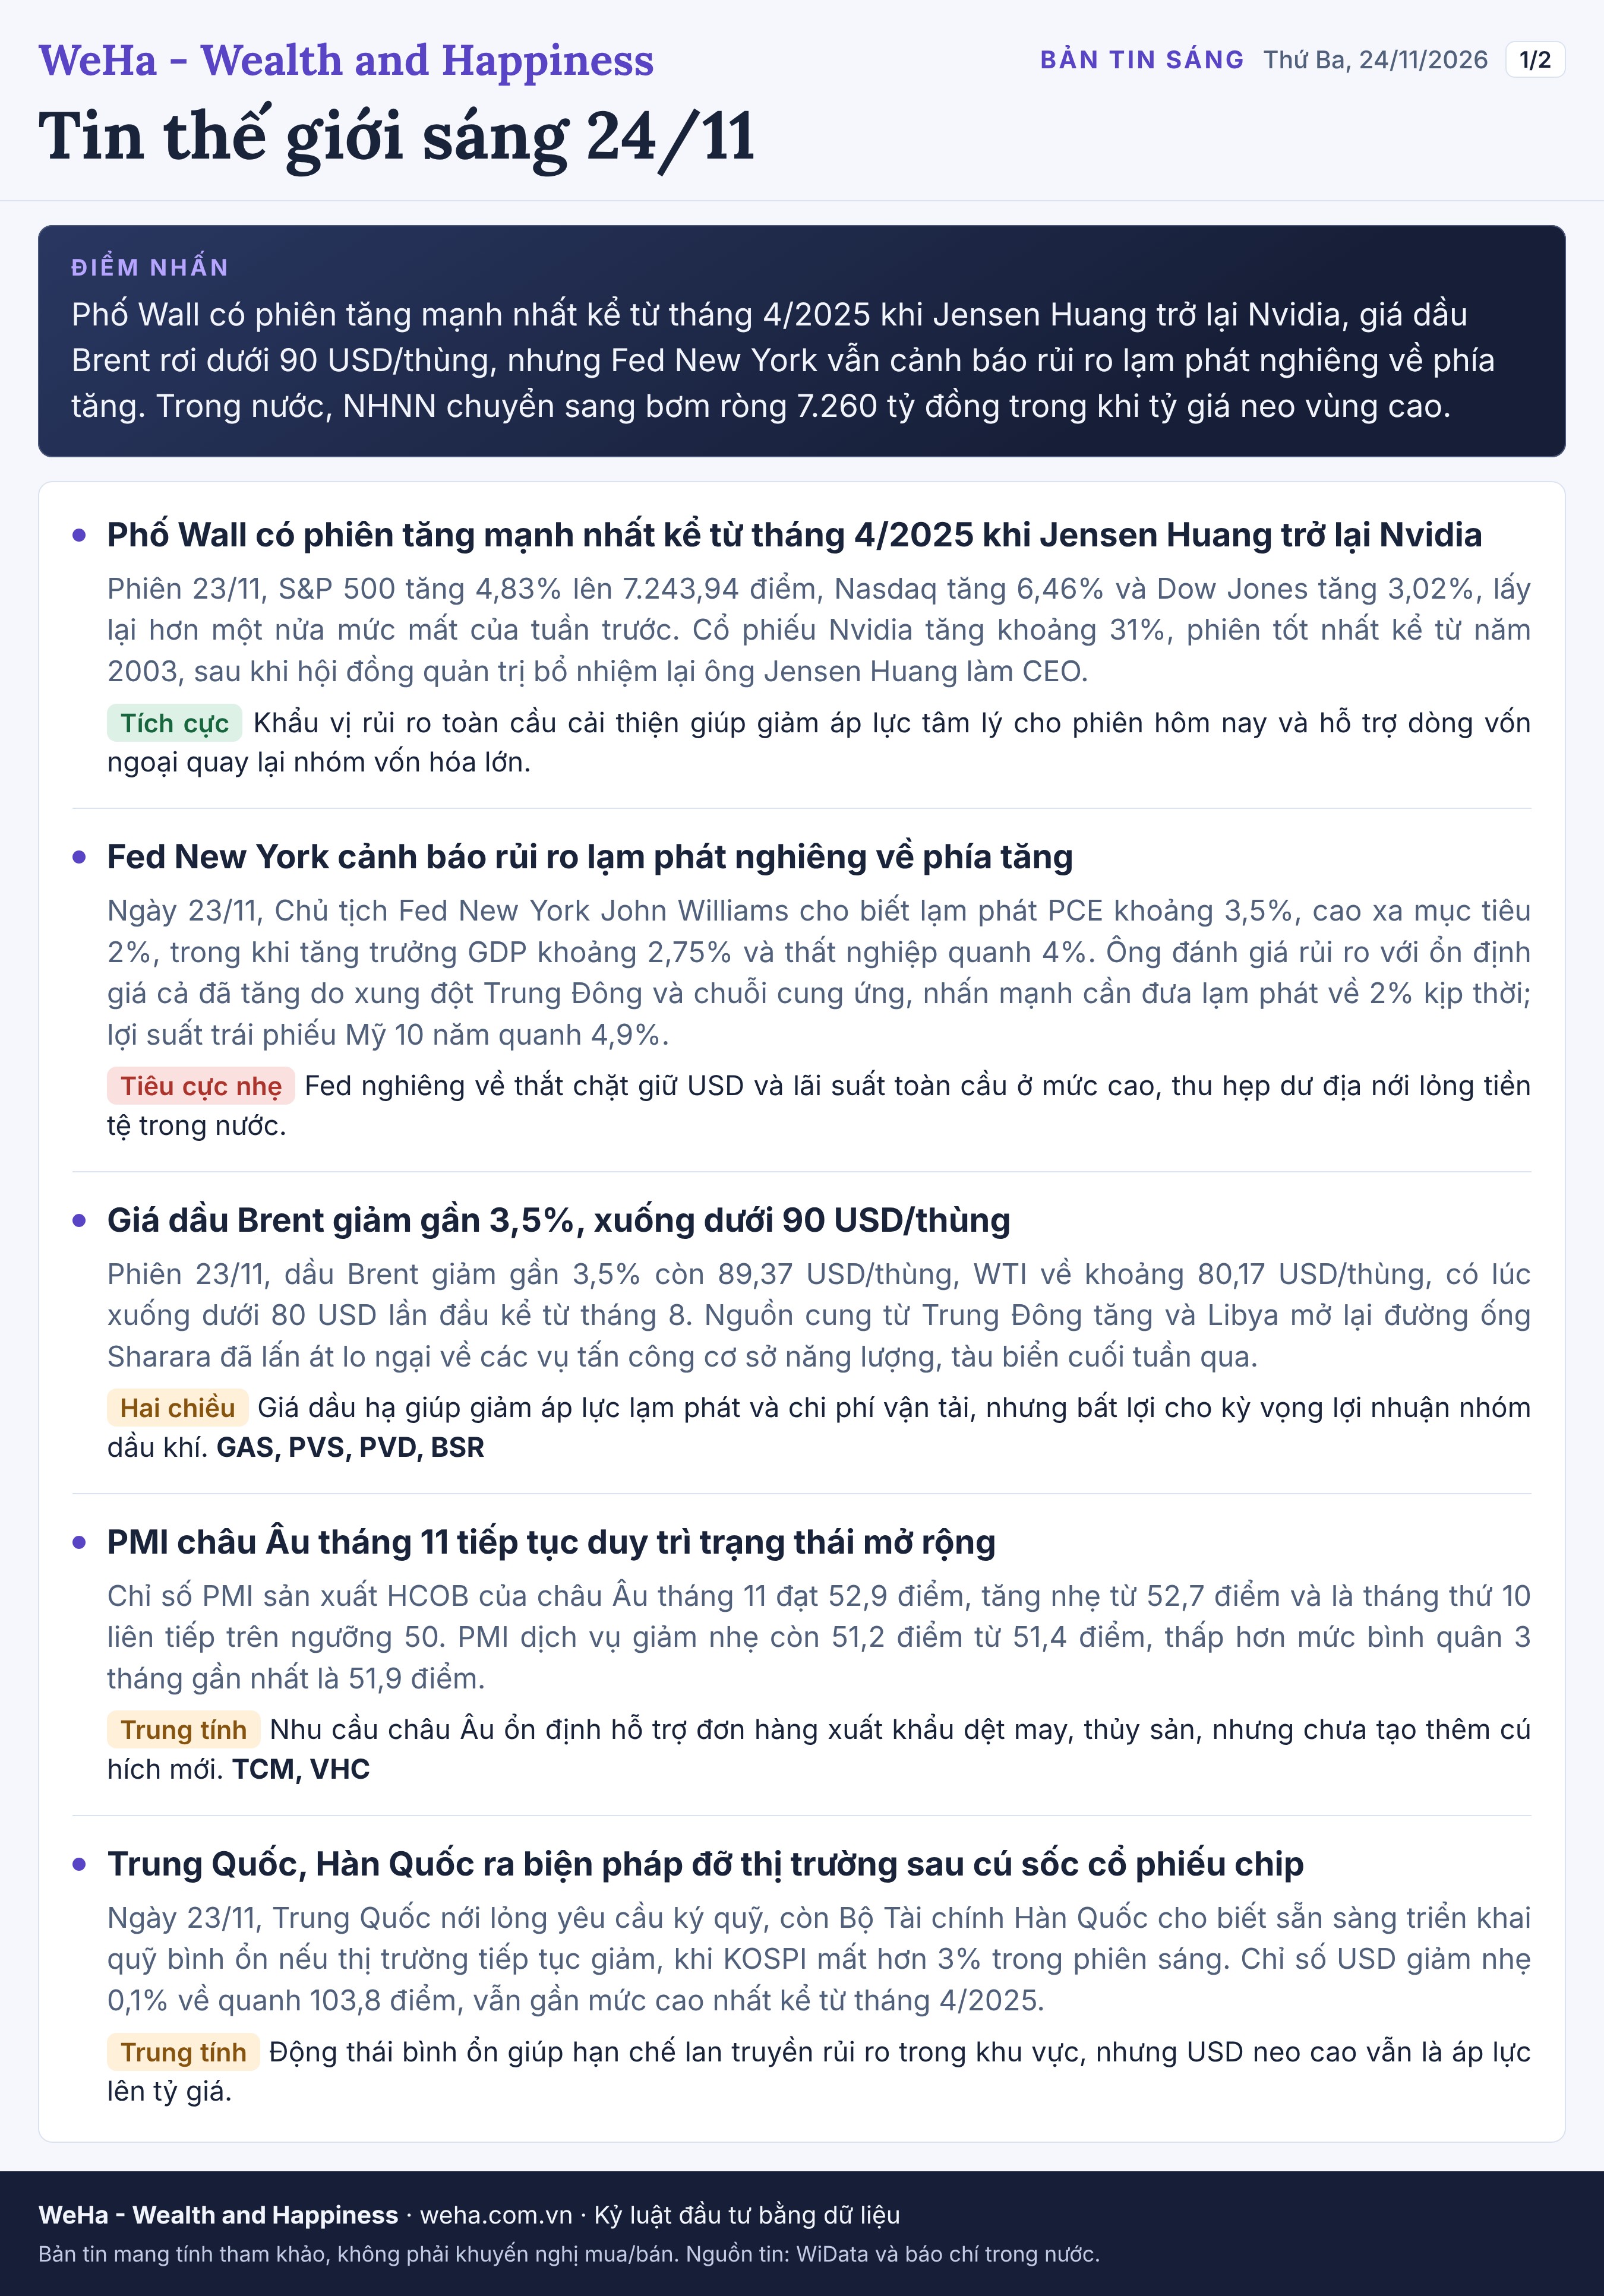 WeHa - Wealth and Happiness
BẢN TIN SÁNG Thứ Ba, 24/11/2026 1/2
Tin thế giới sáng 24/11
ĐIỂM NHẤN
Phố Wall có phiên tăng mạnh nhất kể từ tháng 4/2025 khi Jensen Huang trở lại Nvidia, giá dầu
Brent rơi dưới 90 USD/thùng, nhưng Fed New York vẫn cảnh báo rủi ro lạm phát nghiêng về phía
tăng. Trong nước, NHNN chuyển sang bơm ròng 7.260 tỷ đồng trong khi tỷ giá neo vùng cao.
• Phố Wall có phiên tăng mạnh nhất kể từ tháng 4/2025 khi Jensen Huang trở lại Nvidia
Phiên 23/11, S&P 500 tăng 4,83% lên 7.243,94 điểm, Nasdaq tăng 6,46% và Dow Jones tăng 3,02%, lấy
lại hơn một nửa mức mất của tuần trước. Cổ phiếu Nvidia tăng khoảng 31%, phiên tốt nhất kể từ năm
2003, sau khi hội đồng quản trị bổ nhiệm lại ông Jensen Huang làm CEO.
Tích cực Khẩu vị rủi ro toàn cầu cải thiện giúp giảm áp lực tâm lý cho phiên hôm nay và hỗ trợ dòng vốn
ngoại quay lại nhóm vốn hóa lớn.
• Fed New York cảnh báo rủi ro lạm phát nghiêng về phía tăng
Ngày 23/11, Chủ tịch Fed New York John Williams cho biết lạm phát PCE khoảng 3,5%, cao xa mục tiêu
2%, trong khi tăng trưởng GDP khoảng 2,75% và thất nghiệp quanh 4%. Ông đánh giá rủi ro với ổn định
giá cả đã tăng do xung đột Trung Đông và chuỗi cung ứng, nhấn mạnh cần đưa lạm phát về 2% kịp thời;
lợi suất trái phiếu Mỹ 10 năm quanh 4,9%.
Tiêu cực nhẹ Fed nghiêng về thắt chặt giữ USD và lãi suất toàn cầu ở mức cao, thu hẹp dư địa nới lỏng tiền
tệ trong nước.
• Giá dầu Brent giảm gần 3,5%, xuống dưới 90 USD/thùng
Phiên 23/11, dầu Brent giảm gần 3,5% còn 89,37 USD/thùng, WTI về khoảng 80,17 USD/thùng, có lúc
xuống dưới 80 USD lần đầu kể từ tháng 8. Nguồn cung từ Trung Đông tăng và Libya mở lại đường ống
Sharara đã lấn át lo ngại về các vụ tấn công cơ sở năng lượng, tàu biển cuối tuần qua.
Hai chiều Giá dầu hạ giúp giảm áp lực lạm phát và chi phí vận tải, nhưng bất lợi cho kỳ vọng lợi nhuận nhóm
dầu khí. GAS, PVS, PVD, BSR
• PMI châu Âu tháng 11 tiếp tục duy trì trạng thái mở rộng
Chỉ số PMI sản xuất HCOB của châu Âu tháng 11 đạt 52,9 điểm, tăng nhẹ từ 52,7 điểm và là tháng thứ 10
liên tiếp trên ngưỡng 50. PMI dịch vụ giảm nhẹ còn 51,2 điểm từ 51,4 điểm, thấp hơn mức bình quân 3
tháng gần nhất là 51,9 điểm.
Trung tính Nhu cầu châu Âu ổn định hỗ trợ đơn hàng xuất khẩu dệt may, thủy sản, nhưng chưa tạo thêm cú
hích mới. TCM, VHC
• Trung Quốc, Hàn Quốc ra biện pháp đỡ thị trường sau cú sốc cổ phiếu chip
Ngày 23/11, Trung Quốc nới lỏng yêu cầu ký quỹ, còn Bộ Tài chính Hàn Quốc cho biết sẵn sàng triển khai
quỹ bình ổn nếu thị trường tiếp tục giảm, khi KOSPI mất hơn 3% trong phiên sáng. Chỉ số USD giảm nhẹ
0,1% về quanh 103,8 điểm, vẫn gần mức cao nhất kể từ tháng 4/2025.
Trung tính Động thái bình ổn giúp hạn chế lan truyền rủi ro trong khu vực, nhưng USD neo cao vẫn là áp lực
lên tỷ giá.
WeHa - Wealth and Happiness · weha.com.vn · Kỷ luật đầu tư bằng dữ liệu
Bản tin mang tính tham khảo, không phải khuyến nghị mua/bán. Nguồn tin: WiData và báo chí trong nước.